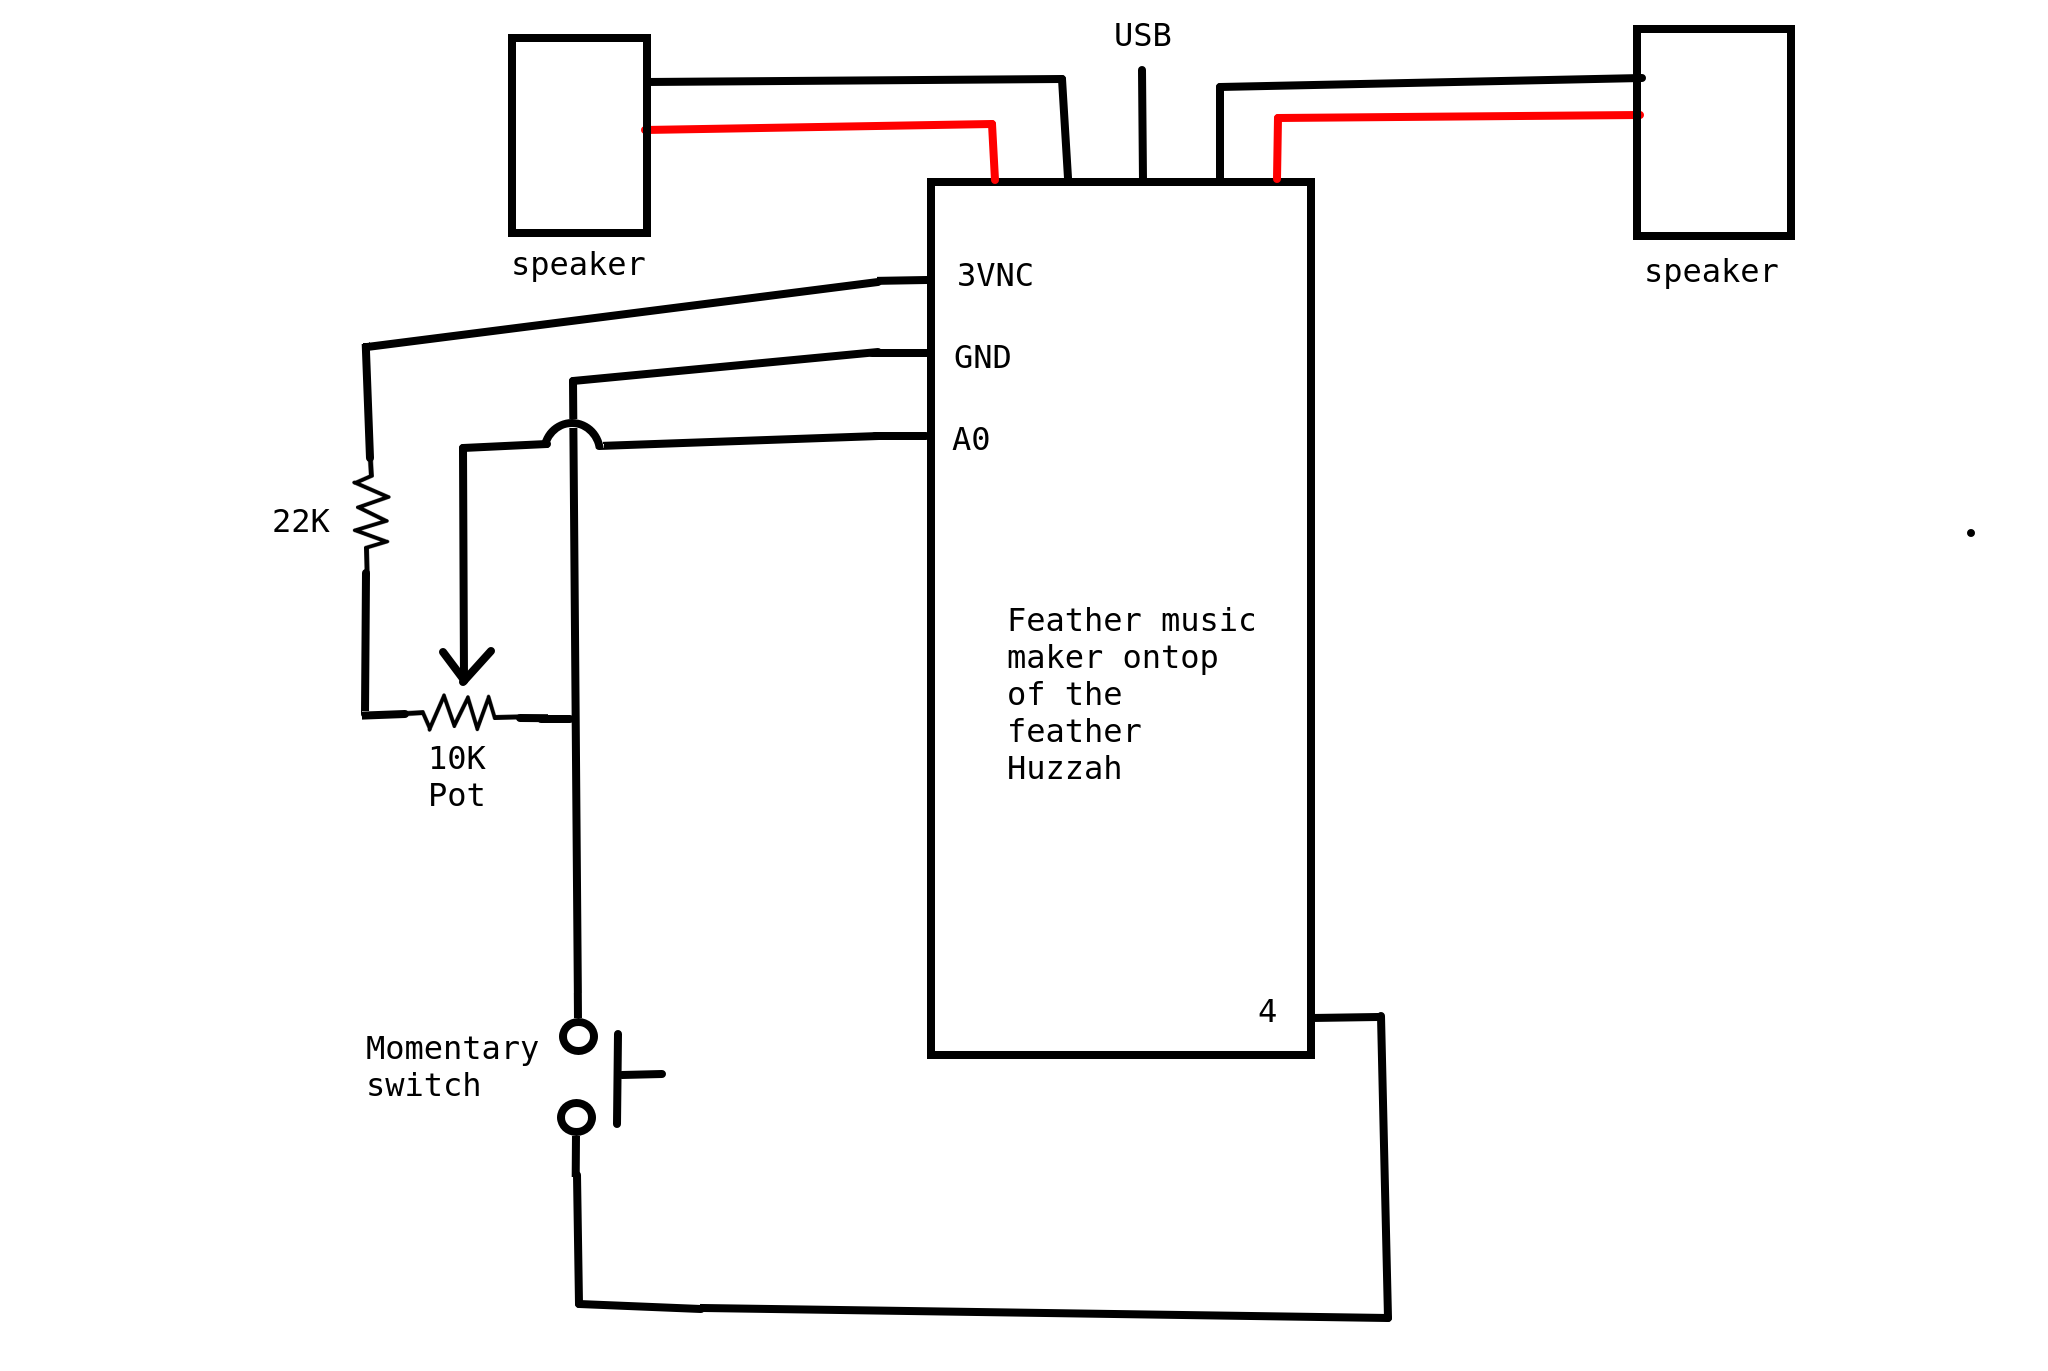 USB
speaker
speaker
3VNC
GND
A0
22K
Feather music
maker ontop
of the
feather
Huzzah
10K
Pot
4
Momentary
switch